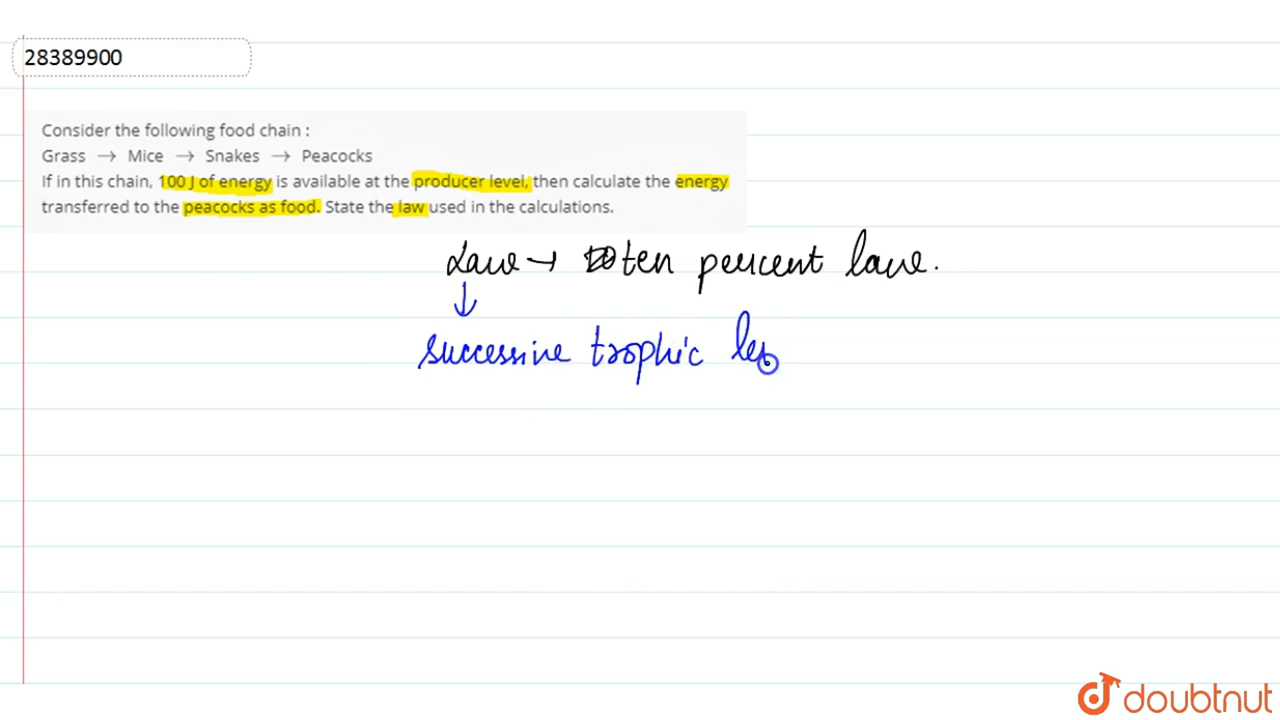 28389900
Consider the following food chain :
Grass → Mice → Snakes → Peacocks
If in this chain, 100 J of energy is available at the producer level, then calculate the energy
transferred to the peacocks as food. State the law used in the calculations.
Law → ten percent law.
↓
successive trophic lev
doubtnut